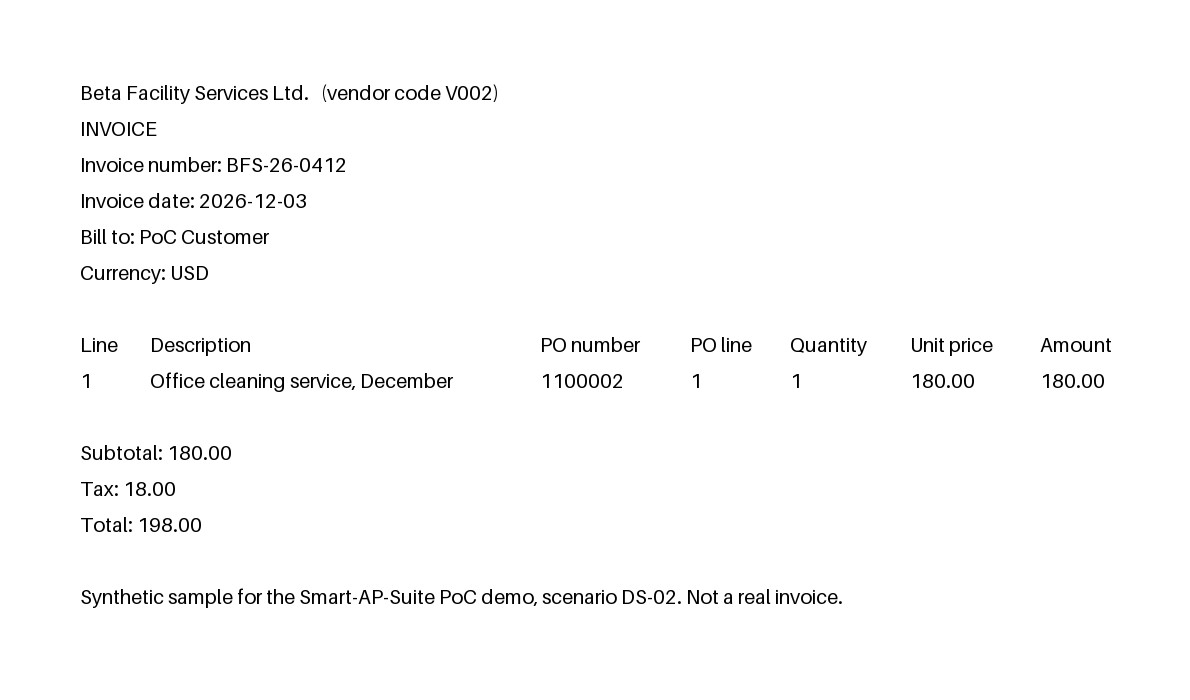 Beta Facility Services Ltd.  (vendor code V002)
INVOICE
Invoice number: BFS-26-0412
Invoice date: 2026-12-03
Bill to: PoC Customer
Currency: USD
Line Description PO number PO line Quantity Unit price Amount
1 Office cleaning service, December 1100002 1 1 180.00 180.00
Subtotal: 180.00
Tax: 18.00
Total: 198.00
Synthetic sample for the Smart-AP-Suite PoC demo, scenario DS-02. Not a real invoice.